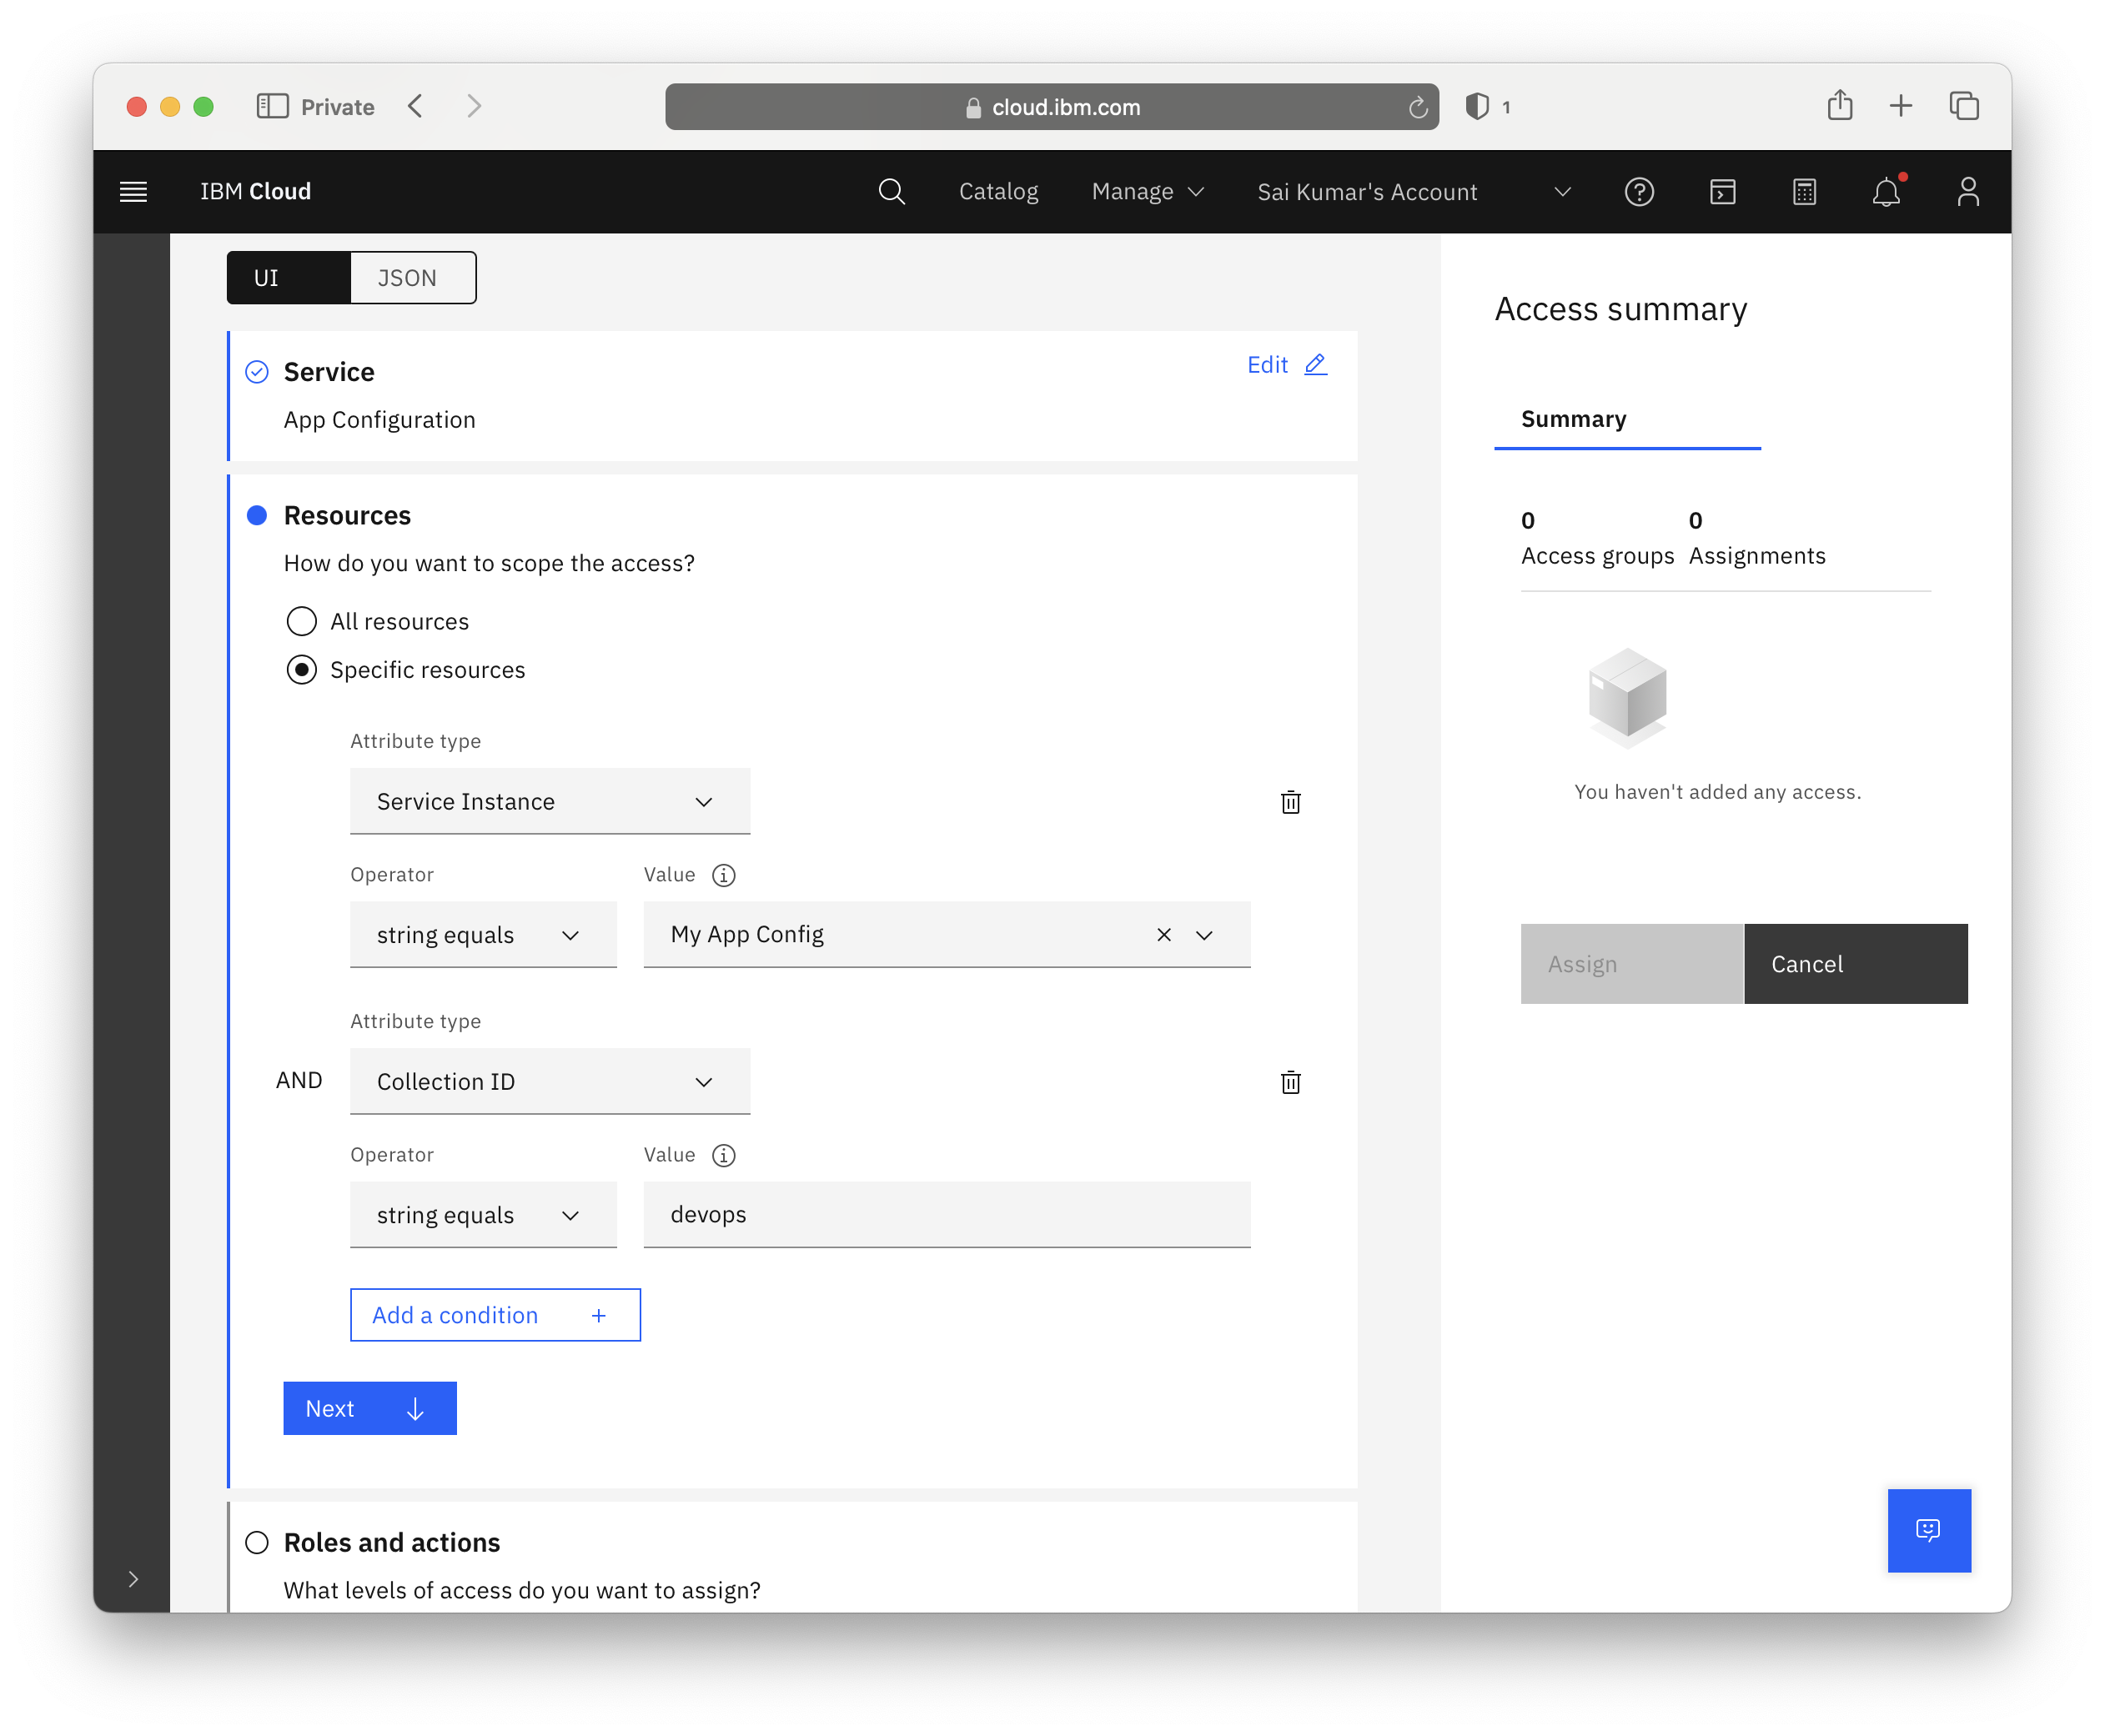 Private
cloud.ibm.com
1
IBM Cloud
Catalog
Manage
Sai Kumar's Account
UI
JSON
Service
Edit
App Configuration
Resources
How do you want to scope the access?
All resources
Specific resources
Attribute type
Service Instance
Operator
Value
string equals
My App Config
Attribute type
AND
Collection ID
Operator
Value
string equals
devops
Add a condition +
Next
Roles and actions
What levels of access do you want to assign?
Access summary
Summary
0
Access groups
0
Assignments
You haven't added any access.
Assign
Cancel